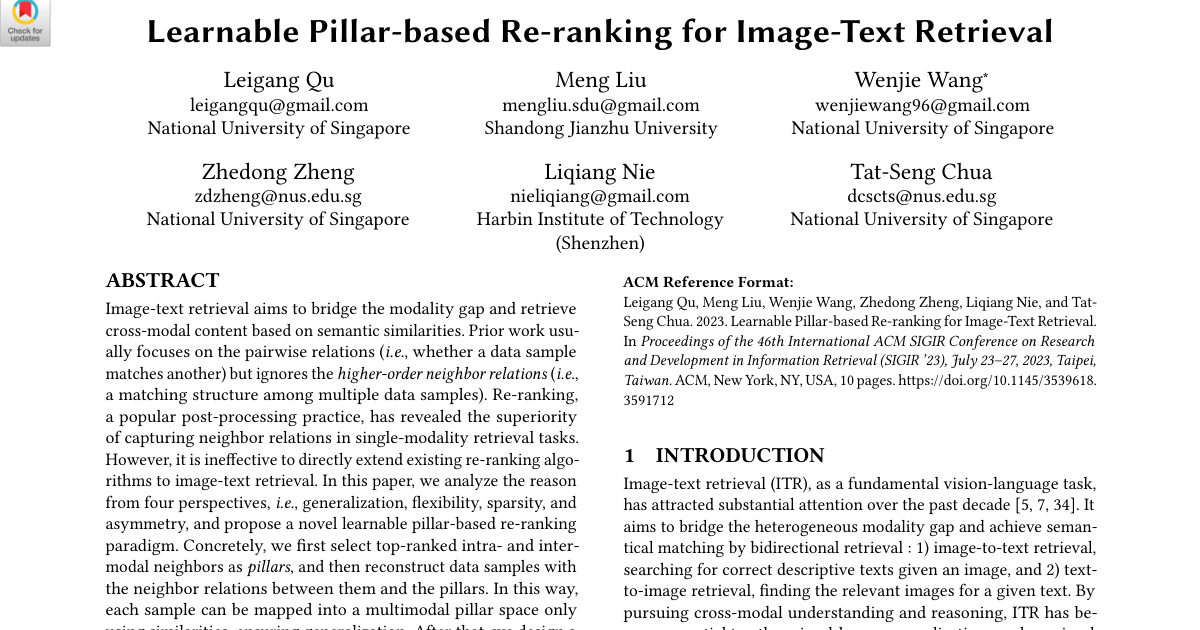 Check for
updates
Learnable Pillar-based Re-ranking for Image-Text Retrieval
Leigang Qu
leigangqu@gmail.com
National University of Singapore
Meng Liu
mengliu.sdu@gmail.com
Shandong Jianzhu University
Wenjie Wang*
wenjiewang96@gmail.com
National University of Singapore
Zhedong Zheng
zdzheng@nus.edu.sg
National University of Singapore
Liqiang Nie
nieliqiang@gmail.com
Harbin Institute of Technology
(Shenzhen)
Tat-Seng Chua
dcscts@nus.edu.sg
National University of Singapore
ABSTRACT
Image-text retrieval aims to bridge the modality gap and retrieve
cross-modal content based on semantic similarities. Prior work usu-
ally focuses on the pairwise relations (i.e., whether a data sample
matches another) but ignores the higher-order neighbor relations (i.e.,
a matching structure among multiple data samples). Re-ranking,
a popular post-processing practice, has revealed the superiority
of capturing neighbor relations in single-modality retrieval tasks.
However, it is ineffective to directly extend existing re-ranking algo-
rithms to image-text retrieval. In this paper, we analyze the reason
from four perspectives, i.e., generalization, flexibility, sparsity, and
asymmetry, and propose a novel learnable pillar-based re-ranking
paradigm. Concretely, we first select top-ranked intra- and inter-
modal neighbors as pillars, and then reconstruct data samples with
the neighbor relations between them and the pillars. In this way,
each sample can be mapped into a multimodal pillar space only
using similarities, ensuring generalization. After that, we design a
ACM Reference Format:
Leigang Qu, Meng Liu, Wenjie Wang, Zhedong Zheng, Liqiang Nie, and Tat-
Seng Chua. 2023. Learnable Pillar-based Re-ranking for Image-Text Retrieval.
In Proceedings of the 46th International ACM SIGIR Conference on Research
and Development in Information Retrieval (SIGIR '23), July 23–27, 2023, Taipei,
Taiwan. ACM, New York, NY, USA, 10 pages. https://doi.org/10.1145/3539618.
3591712
1 INTRODUCTION
Image-text retrieval (ITR), as a fundamental vision-language task,
has attracted substantial attention over the past decade [5, 7, 34]. It
aims to bridge the heterogeneous modality gap and achieve seman-
tical matching by bidirectional retrieval : 1) image-to-text retrieval,
searching for correct descriptive texts given an image, and 2) text-
to-image retrieval, finding the relevant images for a given text. By
pursuing cross-modal understanding and reasoning, ITR has be-